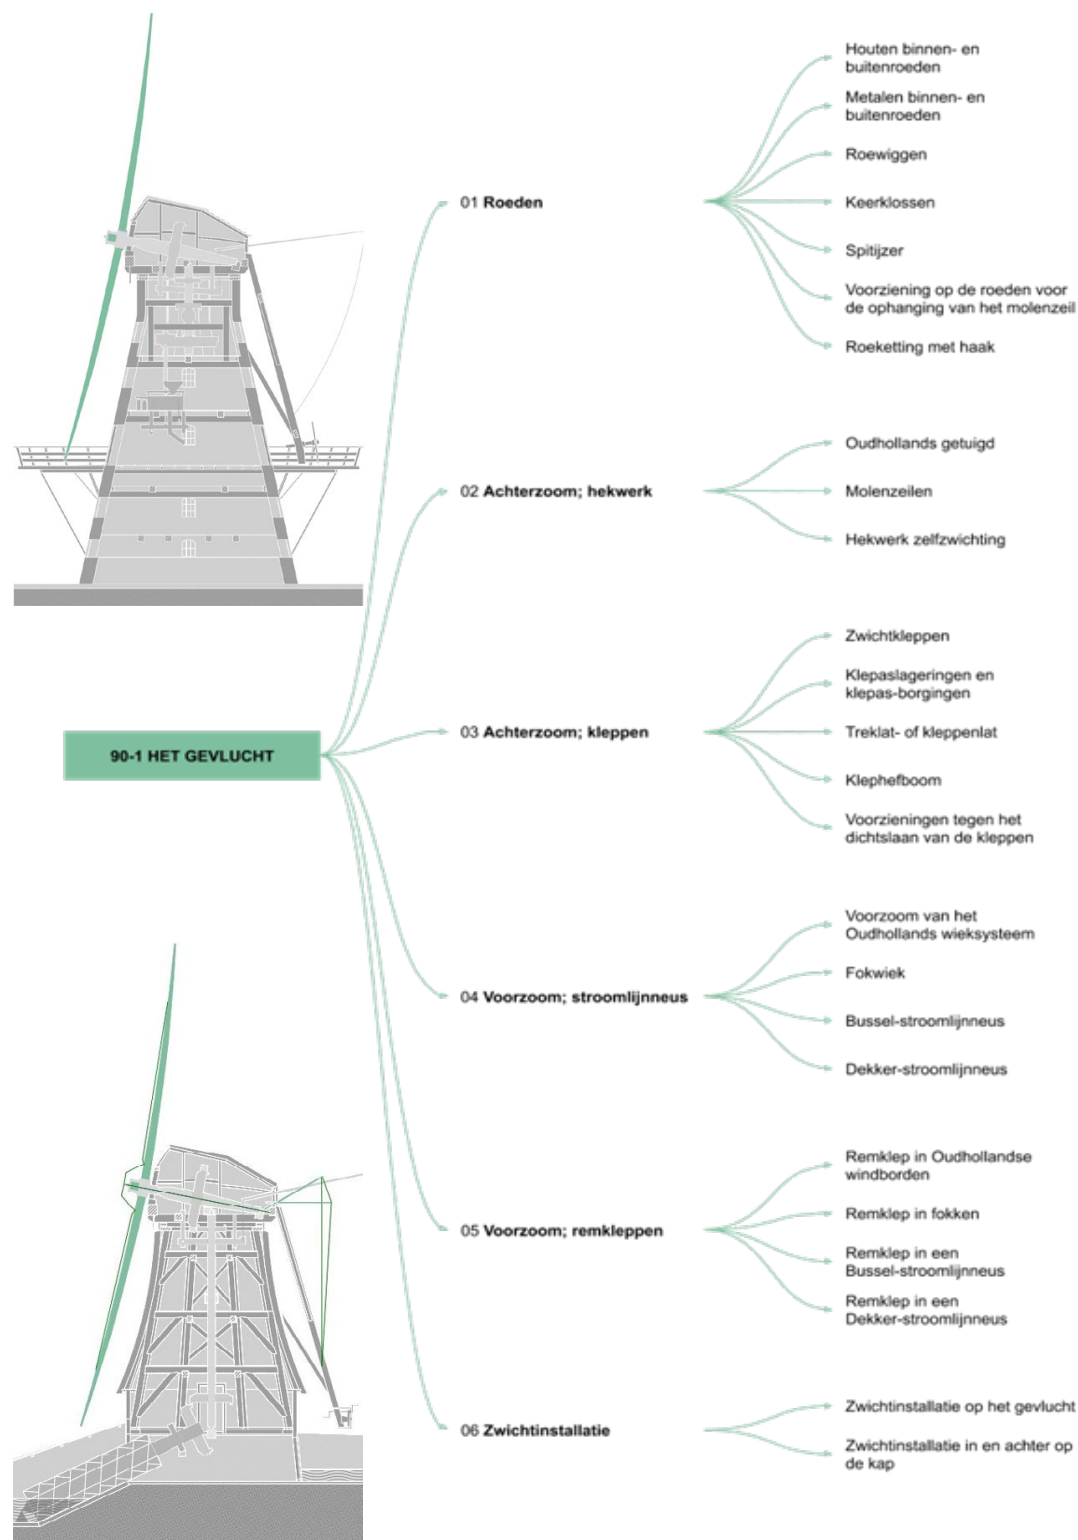 90-1 HET GEVLUCHT
01 Roeden
Houten binnen- en
buitenroeden
Metalen binnen- en
buitenroeden
Roewiggen
Keerklossen
Spitijzer
Voorziening op de roeden voor
de ophanging van het molenzeil
Roeketting met haak
02 Achterzoom; hekwerk
Oudhollands getuigd
Molenzeilen
Hekwerk zelfzwichting
03 Achterzoom; kleppen
Zwichtkleppen
Klepaslageringen en
klepas-borgingen
Treklat- of kleppenlat
Klephefboom
Voorzieningen tegen het
dichtslaan van de kleppen
04 Voorzoom; stroomlijnneus
Voorzoom van het
Oudhollands wieksysteem
Fokwiek
Bussel-stroomlijnneus
Dekker-stroomlijnneus
05 Voorzoom; remkleppen
Remklep in Oudhollandse
windborden
Remklep in fokken
Remklep in een
Bussel-stroomlijnneus
Remklep in een
Dekker-stroomlijnneus
06 Zwichtinstallatie
Zwichtinstallatie op het gevlucht
Zwichtinstallatie in en achter op
de kap